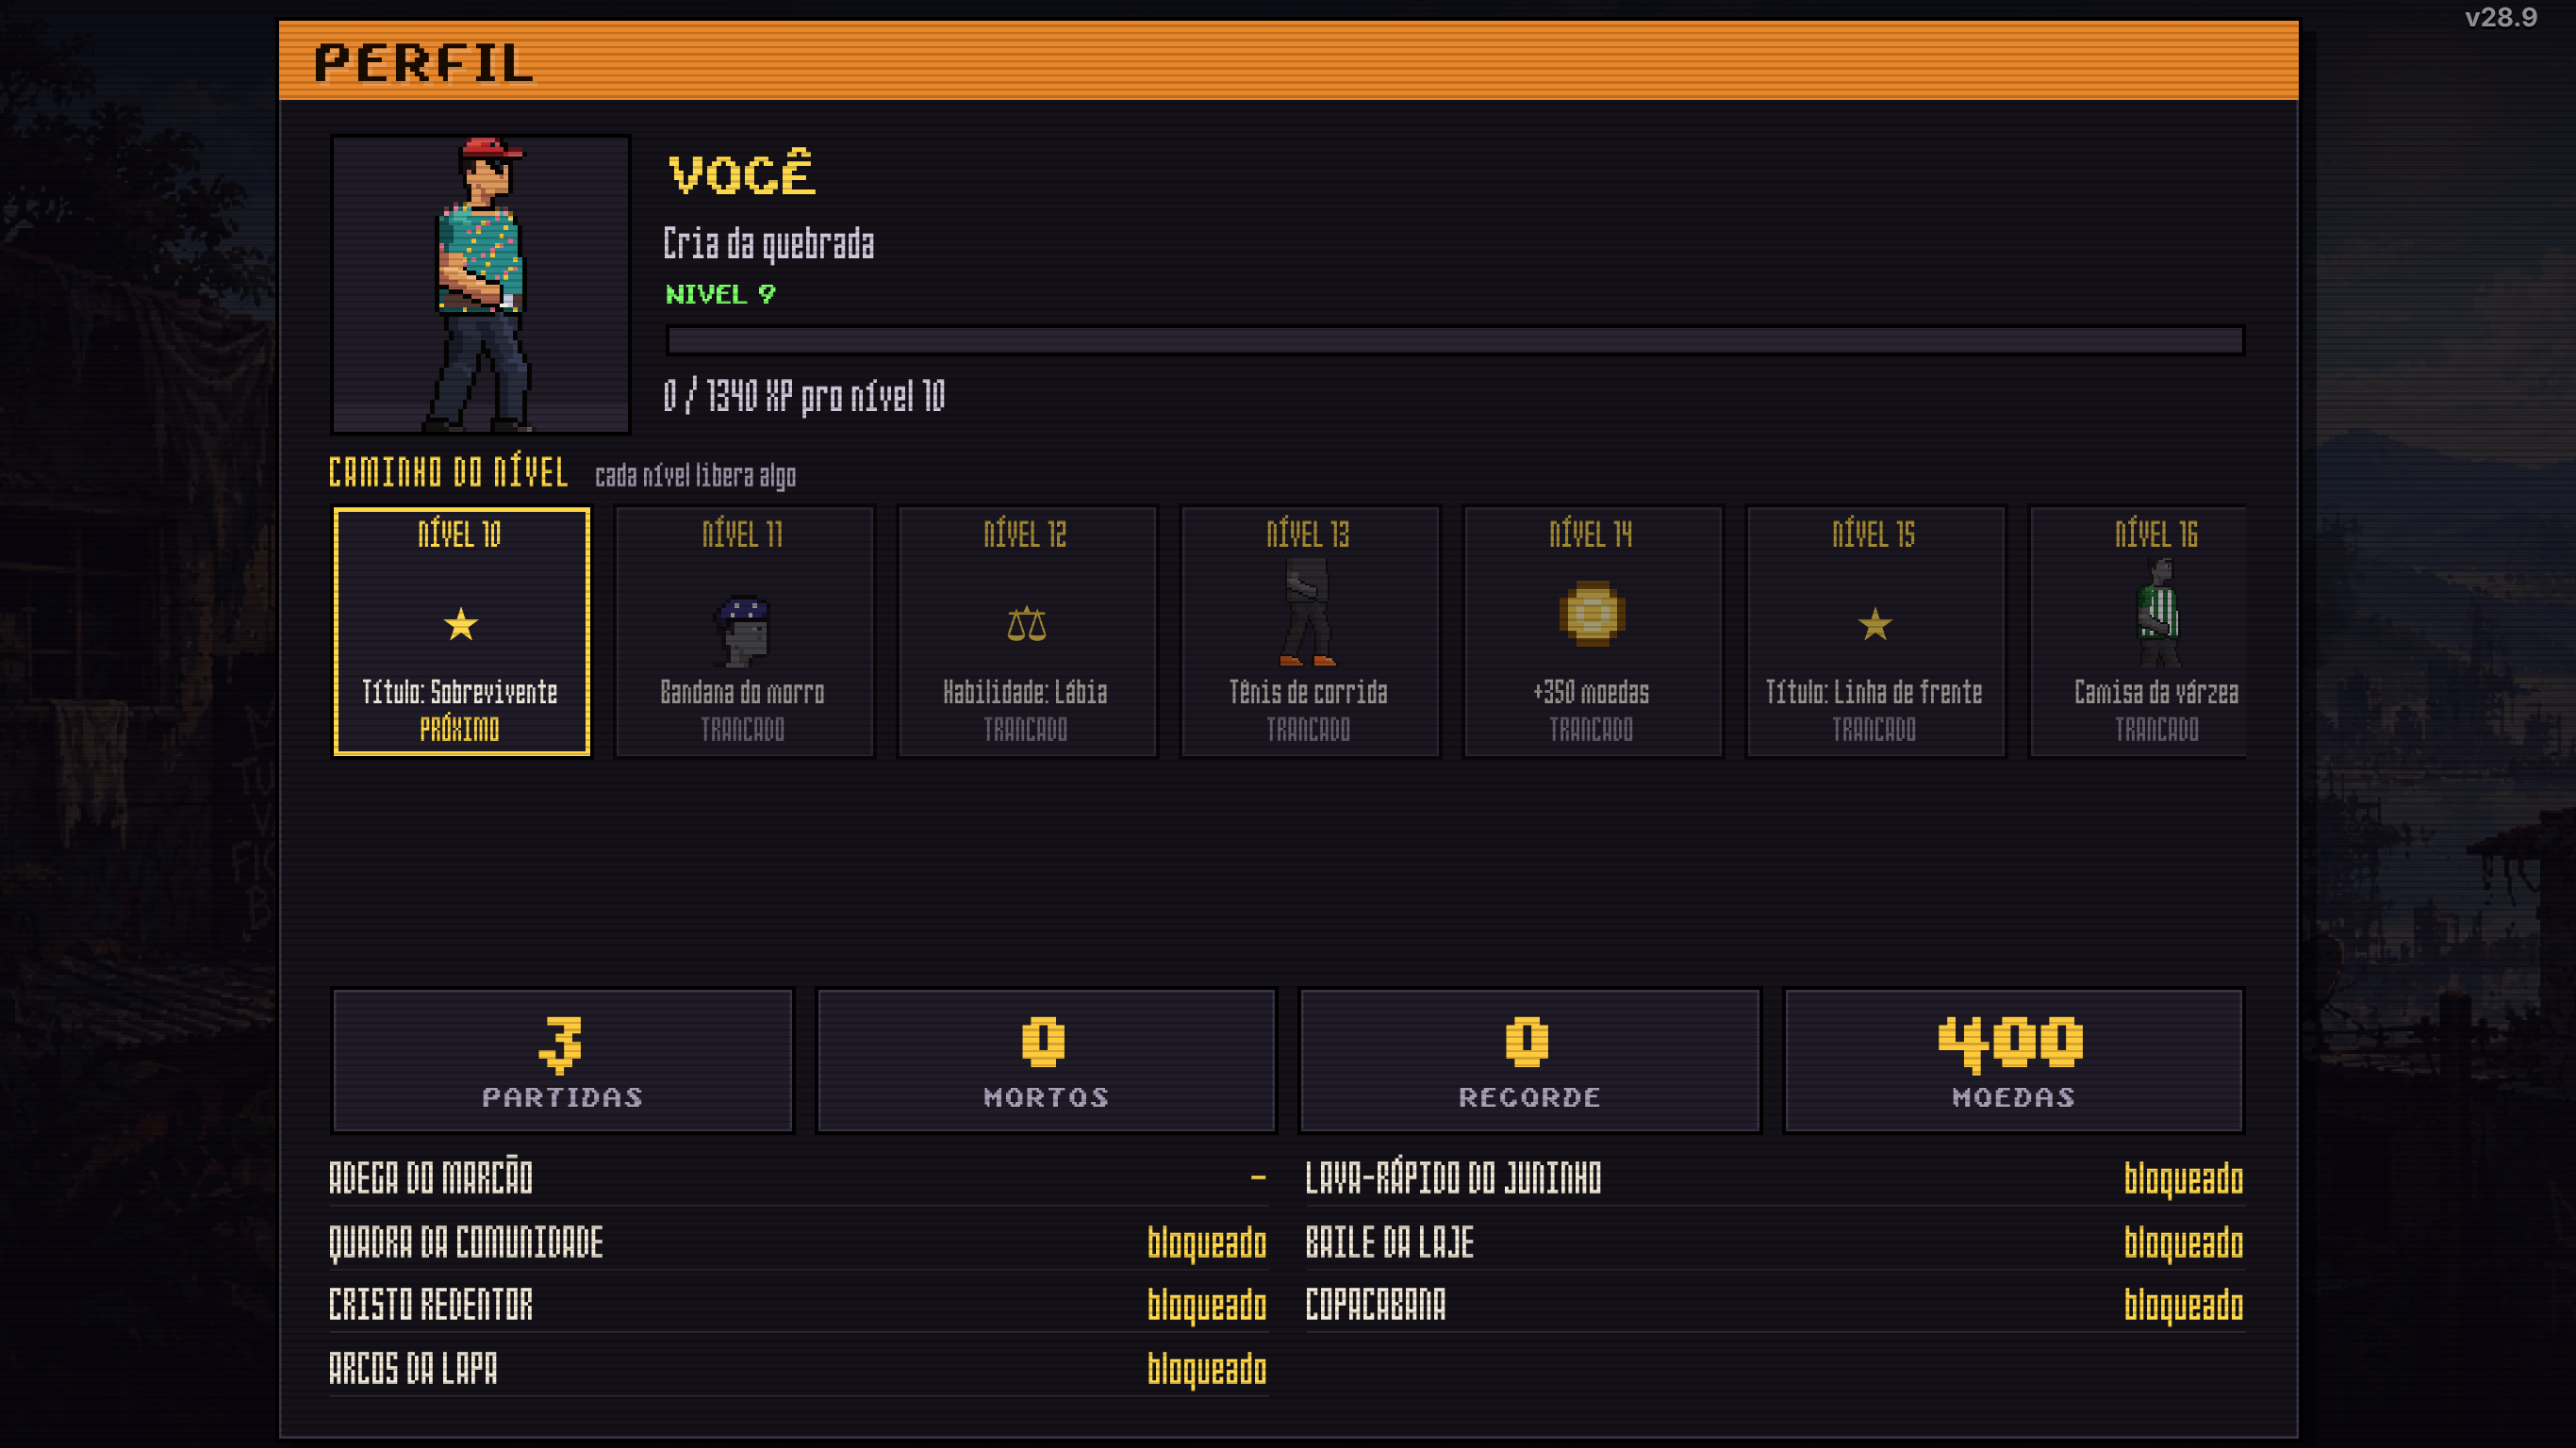 v28.9
PERFIL
VOCÊ
Cria da quebrada
NIVEL 9
0 / 1340 XP pro nível 10
CAMINHO DO NÍVEL cada nível libera algo
NÍVEL 10 NÍVEL 11 NÍVEL 12 NÍVEL 13 NÍVEL 14 NÍVEL 15 NÍVEL 16
Título: Sobrevivente Bandana do morro Habilidade: Lábia Tênis de corrida +350 moedas Título: Linha de frente Camisa da várzea
PRÓXIMO TRANCADO TRANCADO TRANCADO TRANCADO TRANCADO TRANCADO
3 0 0 400
PARTIDAS MORTOS RECORDE MOEDAS
ADEGA DO MARCÃO – LAVA-RÁPIDO DO JUNINHO bloqueado
QUADRA DA COMUNIDADE bloqueado BAILE DA LAJE bloqueado
CRISTO REDENTOR bloqueado COPACABANA bloqueado
ARCOS DA LAPA bloqueado